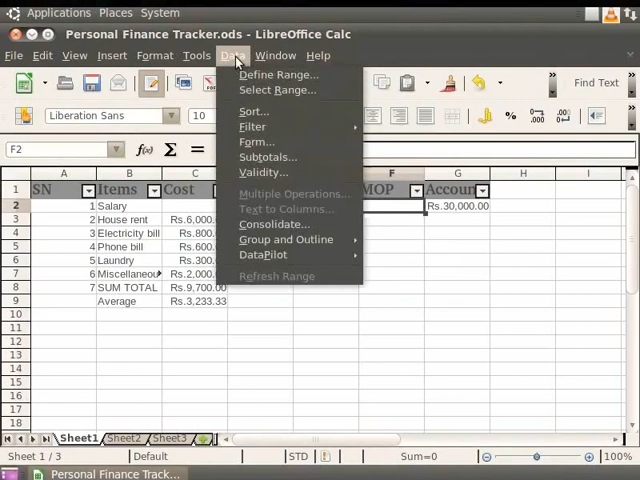 Applications Places System
Personal Finance Tracker.ods - LibreOffice Calc
File Edit View Insert Format Tools Data Window Help
Find Text
Liberation Sans 10 %
F2 f(x) Σ =
A B C F G H I
1 SN Items Cost MOP Accoun
2 1 Salary Rs.30,000.00
3 2 House rent Rs.6,000.00
4 3 Electricity bill Rs.800.00
5 4 Phone bill Rs.600.00
6 5 Laundry Rs.300.00
7 6 Miscellaneou Rs.2,000.00
8 7 SUM TOTAL Rs.9,700.00
9 Average Rs.3,233.33
10
11
12
13
14
15
16
17
18
Define Range...
Select Range...
Sort...
Filter
Form...
Subtotals...
Validity...
Multiple Operations...
Text to Columns...
Consolidate...
Group and Outline
DataPilot
Refresh Range
Sheet1 Sheet2 Sheet3
Sheet 1 / 3 Default STD Sum=0 100%
Personal Finance Track...